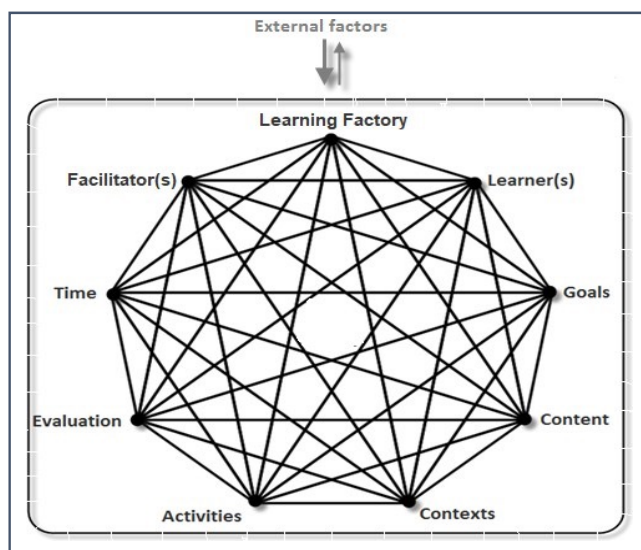 External factors
Learning Factory
Facilitator(s)
Learner(s)
Time
Goals
Evaluation
Content
Activities
Contexts